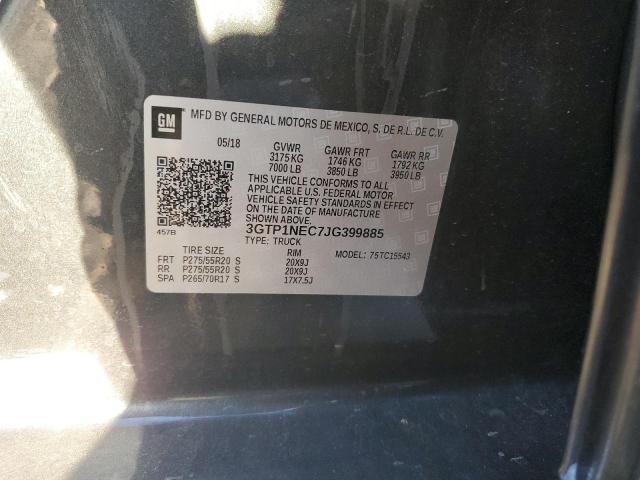 GM
MFD BY GENERAL MOTORS DE MEXICO, S, DE R.L. DE C.V.
05/18 GVWR GAWR FRT GAWR RR
3175 KG 1746 KG 1792 KG
7000 LB 3850 LB 3950 LB
THIS VEHICLE CONFORMS TO ALL
APPLICABLE U.S. FEDERAL MOTOR
VEHICLE SAFETY STANDARDS IN EFFECT
ON THE DATE OF MANUFACTURE
SHOWN ABOVE.
457B 3GTP1NEC7JG399885
TYPE: TRUCK MODEL: 75TC15543
TIRE SIZE RIM
FRT P275/55R20 S 20X9J
RR P275/55R20 S 20X9J
SPA P265/70R17 S 17X7.5J